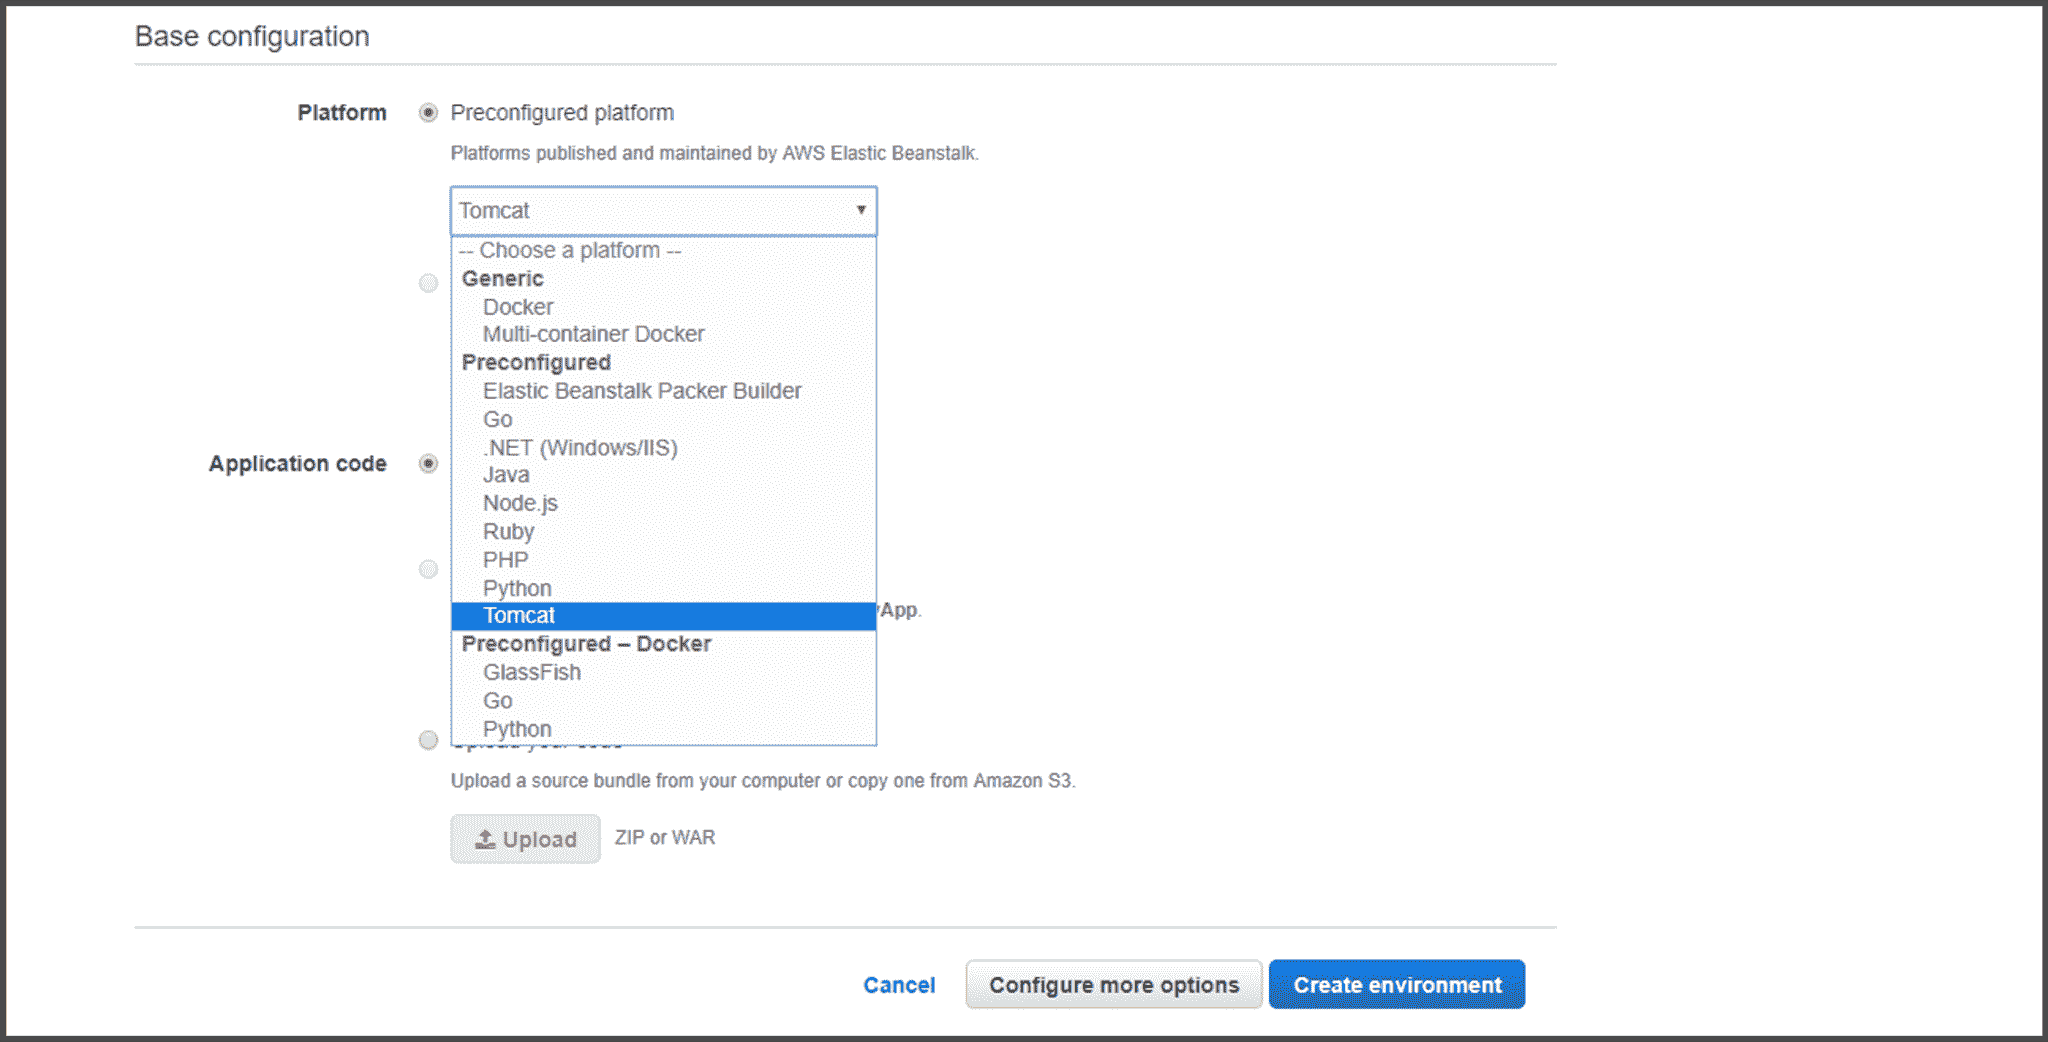 Base configuration
Platform
Preconfigured platform
Platforms published and maintained by AWS Elastic Beanstalk.
Tomcat
-- Choose a platform --
Generic
Docker
Multi-container Docker
Preconfigured
Elastic Beanstalk Packer Builder
Go
.NET (Windows/IIS)
Application code
Java
Node.js
Ruby
PHP
Python
Tomcat
App.
Preconfigured – Docker
GlassFish
Go
Python
Upload a source bundle from your computer or copy one from Amazon S3.
Upload ZIP or WAR
Cancel Configure more options Create environment